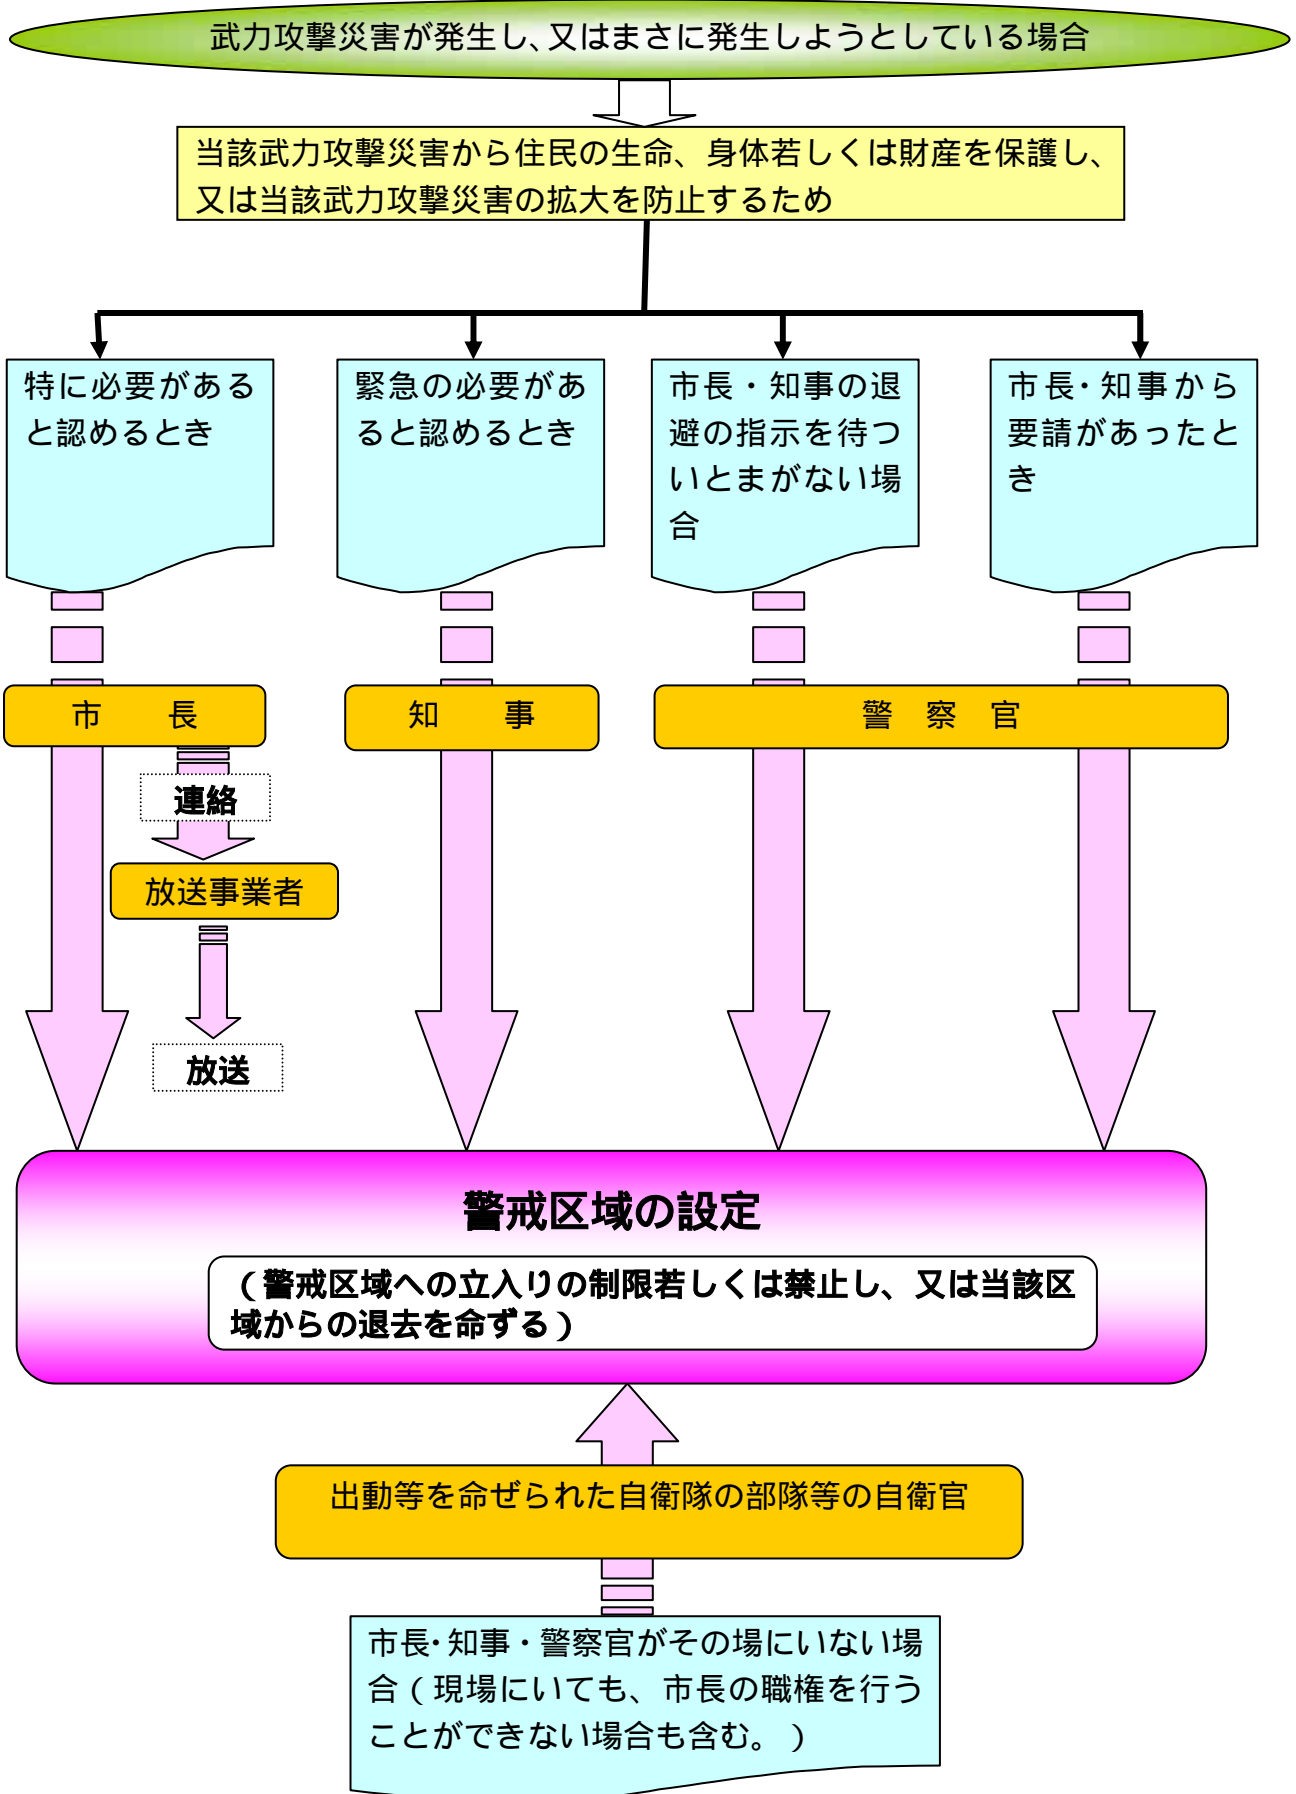 武力攻撃災害が発生し、又はまさに発生しようとしている場合
当該武力攻撃災害から住民の生命、身体若しくは財産を保護し、
又は当該武力攻撃災害の拡大を防止するため
特に必要がある
と認めるとき
緊急の必要があ
ると認めるとき
市長・知事の退
避の指示を待つ
いとまがない場
合
市長・知事から
要請があったと
き
市　長
知　事
警　察　官
連絡
放送事業者
放送
警戒区域の設定
（警戒区域への立入りの制限若しくは禁止し、又は当該区
域からの退去を命ずる）
出動等を命ぜられた自衛隊の部隊等の自衛官
市長・知事・警察官がその場にいない場
合（現場にいても、市長の職権を行う
ことができない場合も含む。）